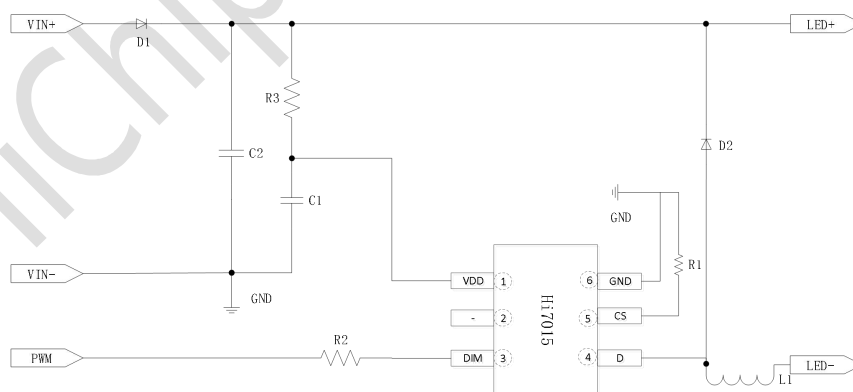 VIN+
LED+
D1
R3
C2
D2
C1
GND
VIN-
R1
GND
VDD 1
6 GND
Hi7015
- 2
5 CS
R2
PWM
DIM 3
4 D
L1
LED-